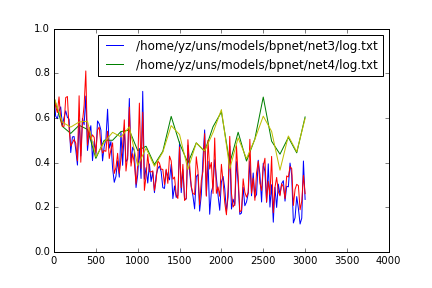 1.0
0.8
0.6
0.4
0.2
0.0
/home/yz/uns/models/bpnet/net3/log.txt
/home/yz/uns/models/bpnet/net4/log.txt
0 500 1000 1500 2000 2500 3000 3500 4000